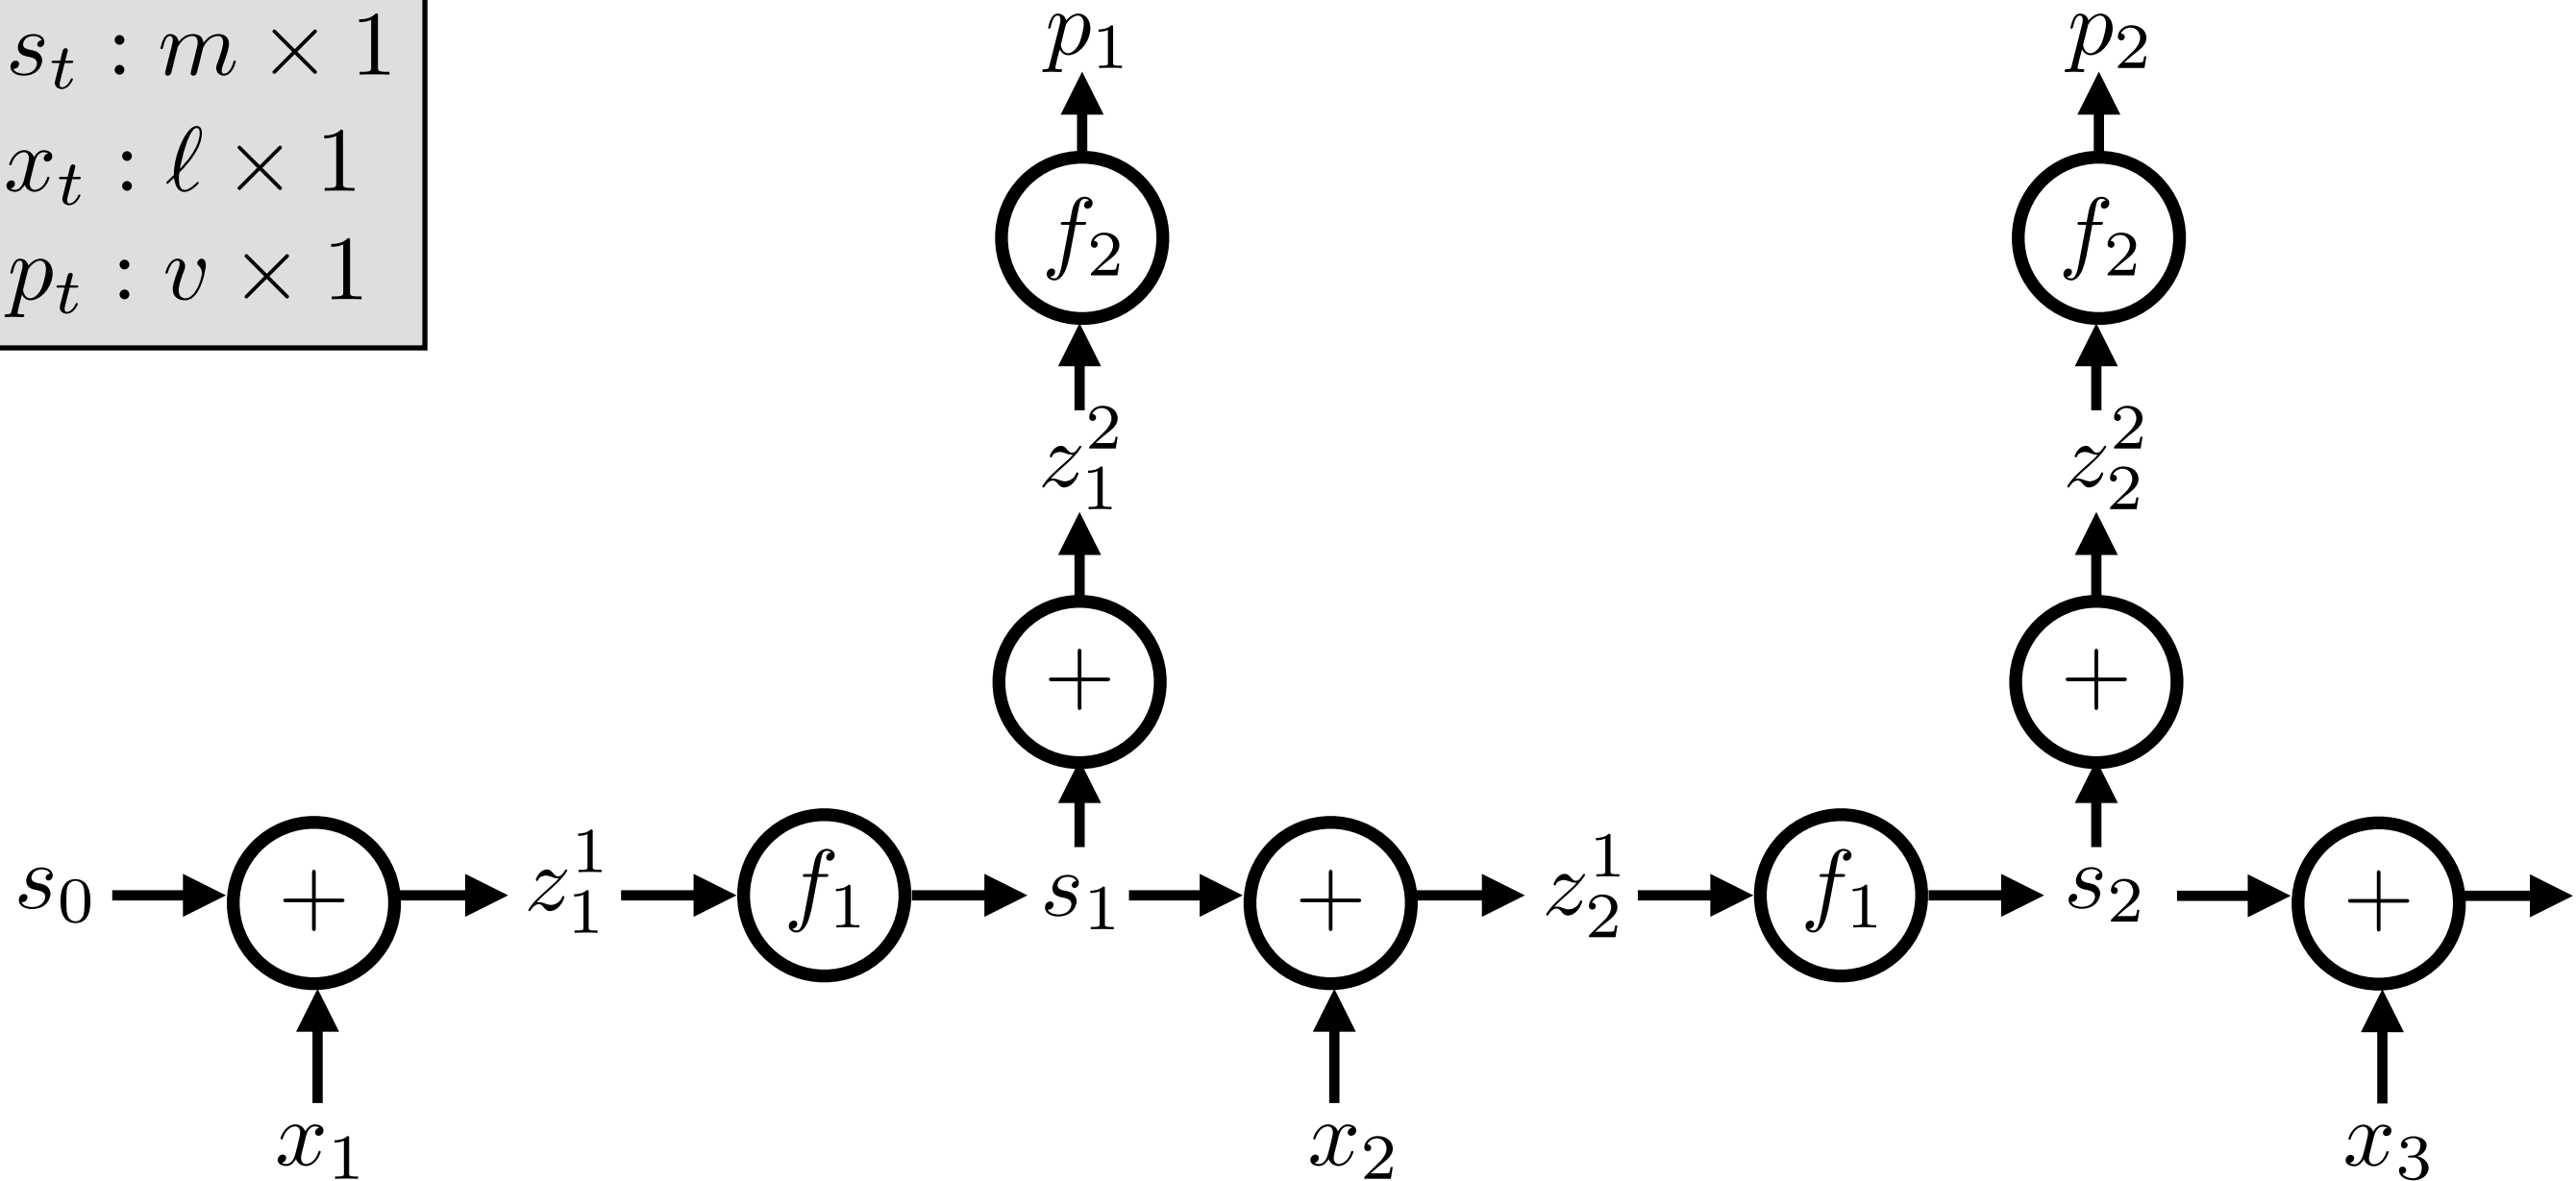 s_t : m × 1
x_t : ℓ × 1
p_t : v × 1
p_1 p_2
f_2 f_2
z_1^2 z_2^2
+ +
s_0 + z_1^1 f_1 s_1 + z_2^1 f_1 s_2 +
x_1 x_2 x_3